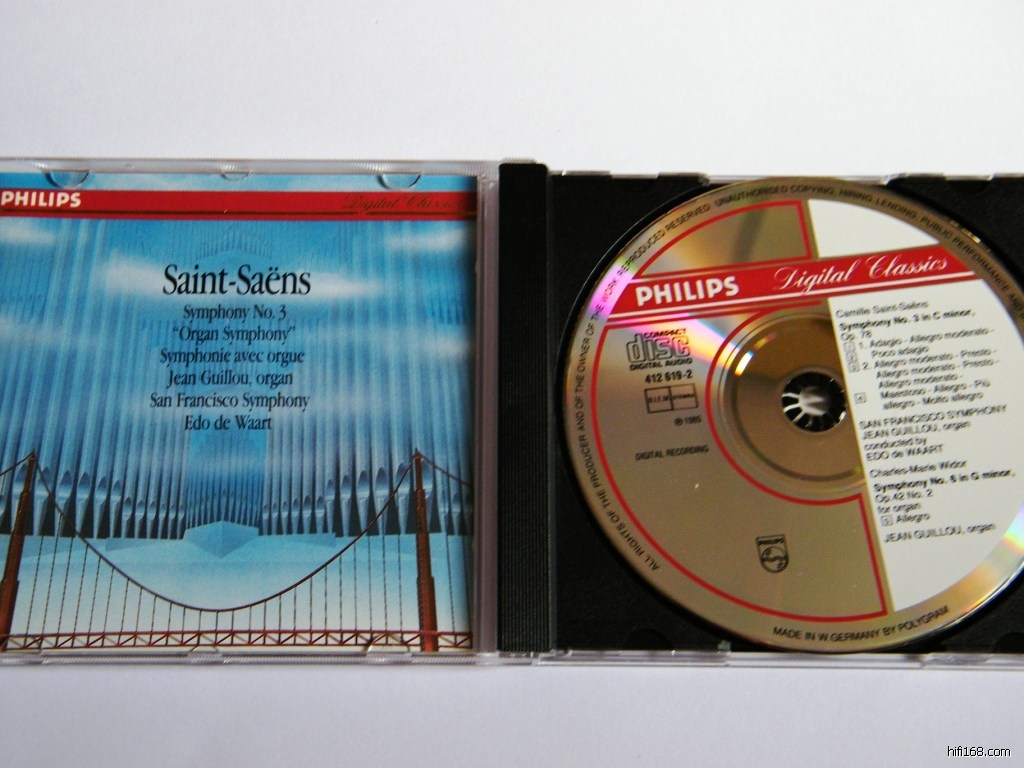 PHILIPS
Digital Classics
Saint-Saëns
Symphony No. 3
"Organ Symphony"
Symphonie avec orgue
Jean Guillou, organ
San Francisco Symphony
Edo de Waart
ALL RIGHTS OF THE PRODUCER AND OF THE OWNER OF THE WORK REPRODUCED RESERVED UNAUTHORISED COPYING, HIRING, LENDING, PUBLIC PERFORMANCE AND
PHILIPS Digital Classics
COMPACT
disc
DIGITAL AUDIO
412 619-2
B.I.E.M.
STEMRA
℗ 1985
DIGITAL RECORDING
PHILIPS
Camille Saint-Saëns
Symphony No. 3 in C minor,
Op. 78
1. Adagio - Allegro moderato -
Poco adagio
2. Allegro moderato - Presto -
Allegro moderato - Presto -
Allegro moderato -
Maestoso - Allegro - Più
allegro - Molto allegro
SAN FRANCISCO SYMPHONY
JEAN GUILLOU, organ
conducted by
EDO de WAART
Charles-Marie Widor
Symphony No. 6 in G minor,
Op. 42 No. 2
for organ
5 Allegro
JEAN GUILLOU, organ
MADE IN W. GERMANY BY POLYGRAM
hifi168.com